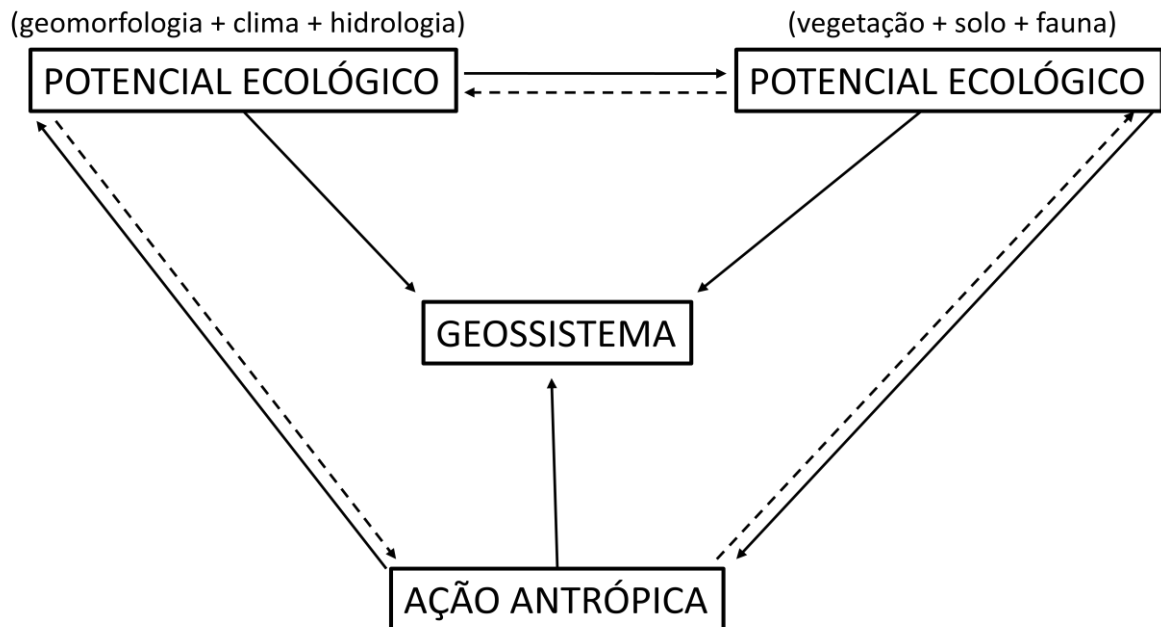 (geomorfologia + clima + hidrologia)
(vegetação + solo + fauna)
POTENCIAL ECOLÓGICO
POTENCIAL ECOLÓGICO
GEOSSISTEMA
AÇÃO ANTRÓPICA